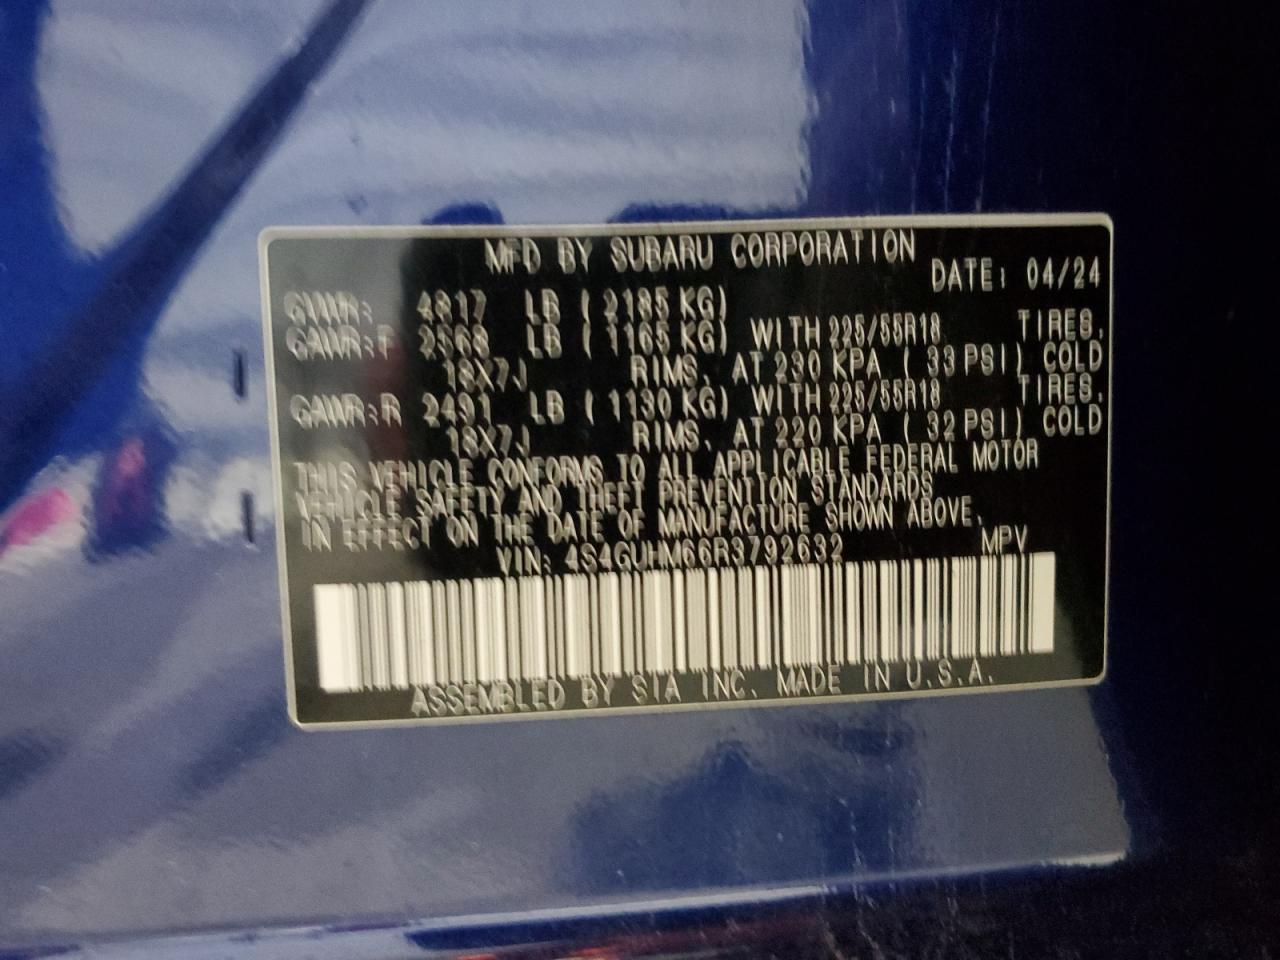 MFD BY SUBARU CORPORATION
DATE: 04/24
GVWR: 4817 LB (2185 KG)
GAWR:F 2568 LB (1165 KG) WITH 225/55R18 TIRES,
18X7J RIMS, AT 230 KPA (33 PSI) COLD
GAWR:R 2491 LB (1130 KG) WITH 225/55R18 TIRES,
18X7J RIMS, AT 220 KPA (32 PSI) COLD
THIS VEHICLE CONFORMS TO ALL APPLICABLE FEDERAL MOTOR
VEHICLE SAFETY AND THEFT PREVENTION STANDARDS
IN EFFECT ON THE DATE OF MANUFACTURE SHOWN ABOVE.
VIN: 4S4GUHM66R3792632 MPV
ASSEMBLED BY SIA INC. MADE IN U.S.A.